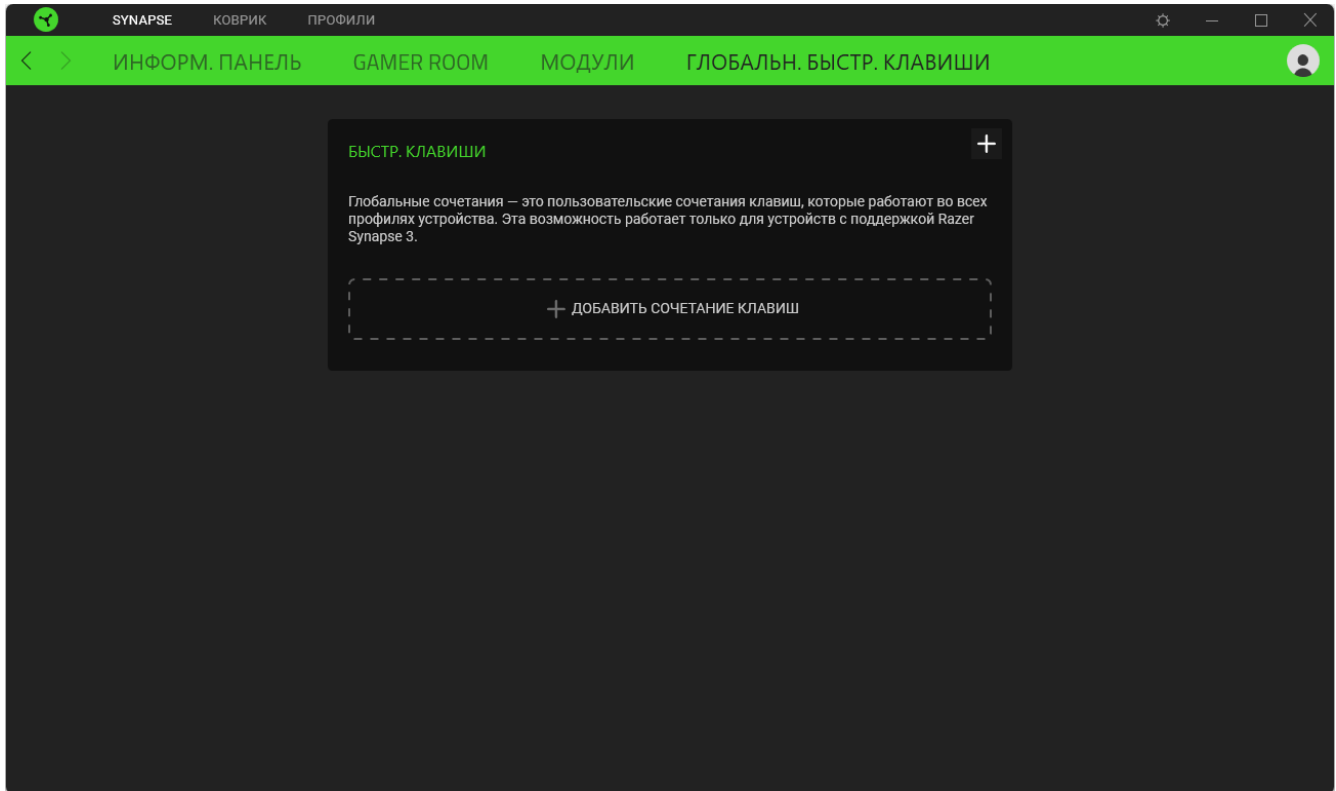 SYNAPSE КОВРИК ПРОФИЛИ
ИНФОРМ. ПАНЕЛЬ GAMER ROOM МОДУЛИ ГЛОБАЛЬН. БЫСТР. КЛАВИШИ
БЫСТР. КЛАВИШИ
Глобальные сочетания — это пользовательские сочетания клавиш, которые работают во всех
профилях устройства. Эта возможность работает только для устройств с поддержкой Razer
Synapse 3.
ДОБАВИТЬ СОЧЕТАНИЕ КЛАВИШ